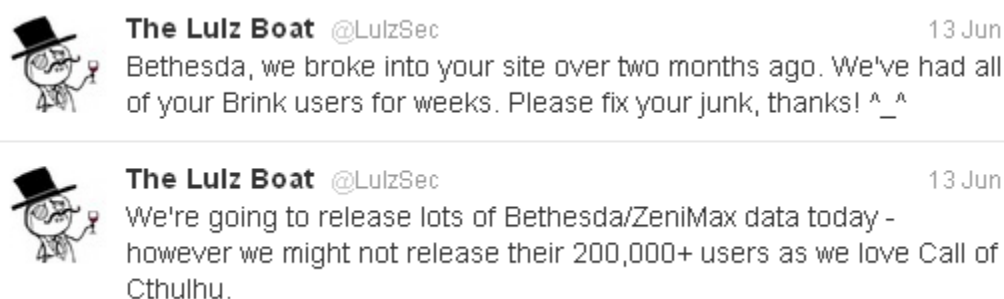 The Lulz Boat @LulzSec 13 Jun
Bethesda, we broke into your site over two months ago. We've had all
of your Brink users for weeks. Please fix your junk, thanks! ^_^
The Lulz Boat @LulzSec 13 Jun
We're going to release lots of Bethesda/ZeniMax data today -
however we might not release their 200,000+ users as we love Call of
Cthulhu.